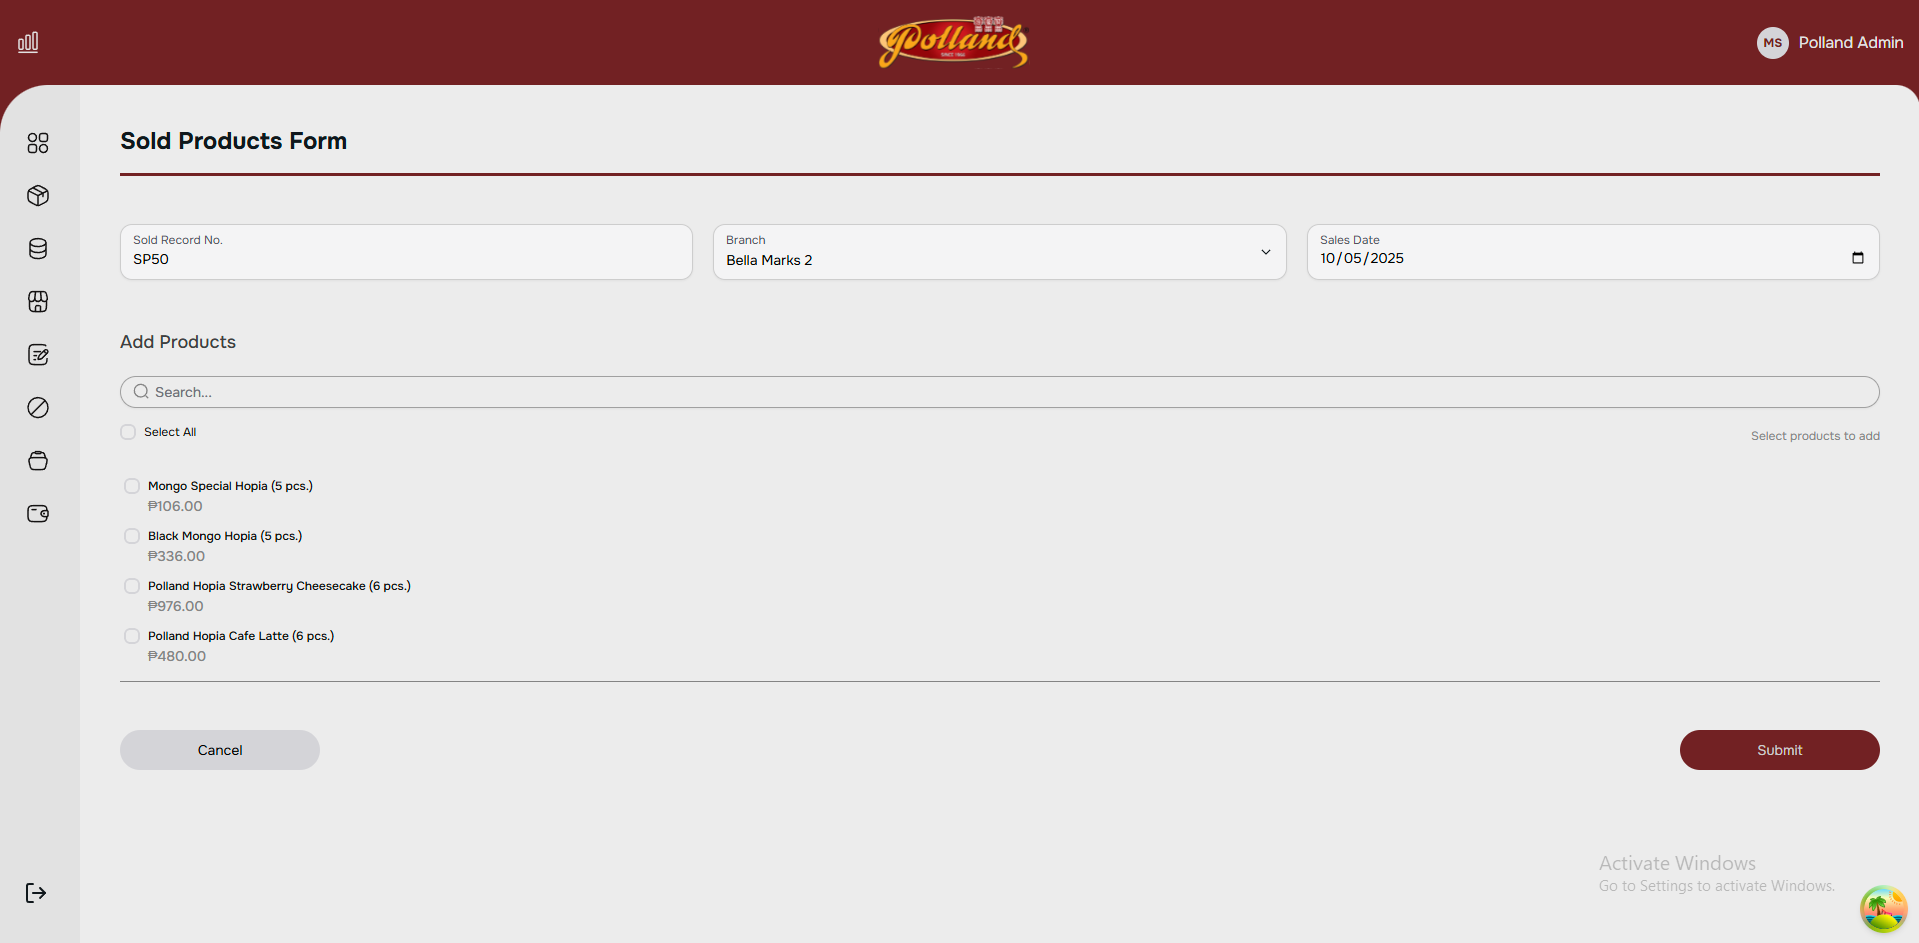 Polland
SINCE 1966
MS
Polland Admin
Sold Products Form
Sold Record No.
SP50
Branch
Bella Marks 2
Sales Date
10/05/2025
Add Products
Search...
Select All
Select products to add
Mongo Special Hopia (5 pcs.)
₱106.00
Black Mongo Hopia (5 pcs.)
₱336.00
Polland Hopia Strawberry Cheesecake (6 pcs.)
₱976.00
Polland Hopia Cafe Latte (6 pcs.)
₱480.00
Cancel
Submit
Activate Windows
Go to Settings to activate Windows.